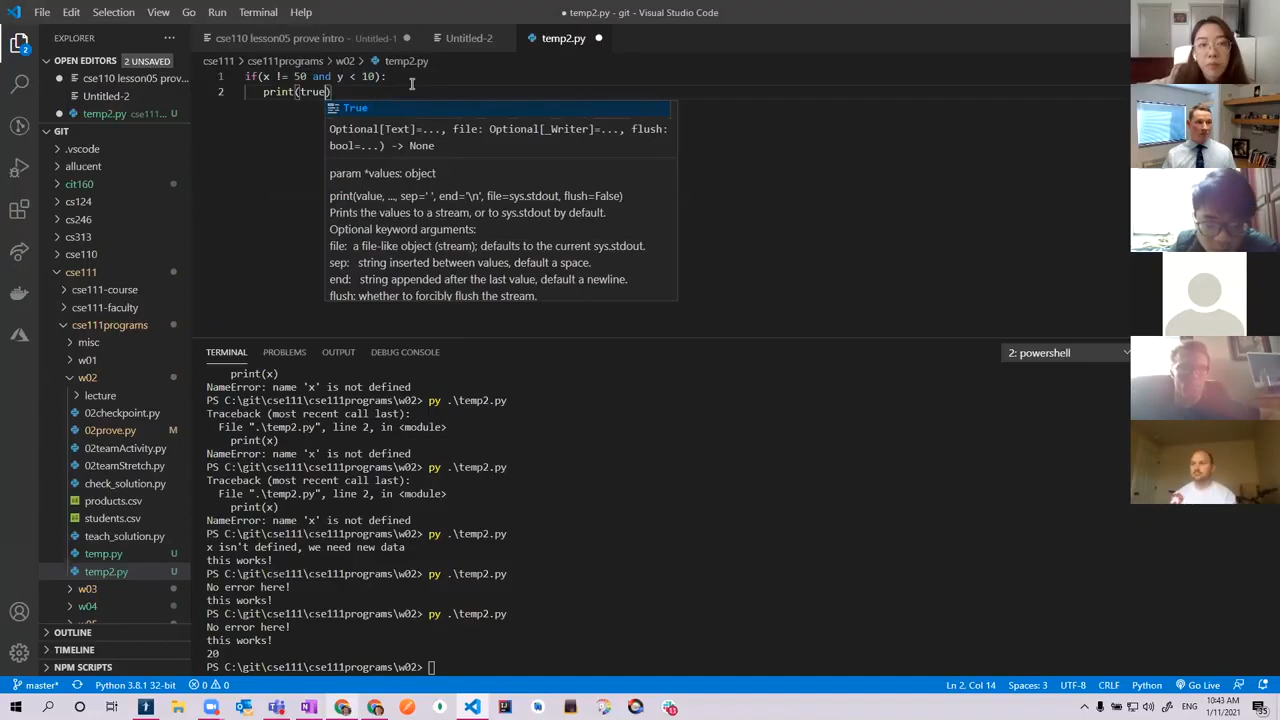 File Edit Selection View Go Run Terminal Help
temp2.py - git - Visual Studio Code
EXPLORER
cse110 lesson05 prove intro Untitled-1
Untitled-2
temp2.py
OPEN EDITORS 2 UNSAVED
cse110 lesson05 prov...
Untitled-2
temp2.py cse111...
cse111 > cse111programs > w02 > temp2.py
1 if(x != 50 and y < 10):
2 print(true)
True
Optional[Text]=..., file: Optional[_Writer]=..., flush:
bool=...) -> None
param *values: object
print(value, ..., sep=' ', end='\n', file=sys.stdout, flush=False)
Prints the values to a stream, or to sys.stdout by default.
Optional keyword arguments:
file: a file-like object (stream); defaults to the current sys.stdout.
sep: string inserted between values, default a space.
end: string appended after the last value, default a newline.
flush: whether to forcibly flush the stream.
GIT
.vscode
allucent
cit160
cs124
cs246
cs313
cse110
cse111
cse111-course
cse111-faculty
cse111programs
misc
w01
w02
lecture
02checkpoint.py
02prove.py M
02teamActivity.py
02teamStretch.py
check_solution.py
products.csv
students.csv
teach_solution.py
temp.py U
temp2.py U
w03
w04
OUTLINE
TIMELINE
NPM SCRIPTS
TERMINAL PROBLEMS OUTPUT DEBUG CONSOLE
2: powershell
print(x)
NameError: name 'x' is not defined
PS C:\git\cse111\cse111programs\w02> py .\temp2.py
Traceback (most recent call last):
File ".\temp2.py", line 2, in <module>
print(x)
NameError: name 'x' is not defined
PS C:\git\cse111\cse111programs\w02> py .\temp2.py
Traceback (most recent call last):
File ".\temp2.py", line 2, in <module>
print(x)
NameError: name 'x' is not defined
PS C:\git\cse111\cse111programs\w02> py .\temp2.py
x isn't defined, we need new data
this works!
PS C:\git\cse111\cse111programs\w02> py .\temp2.py
No error here!
this works!
PS C:\git\cse111\cse111programs\w02> py .\temp2.py
No error here!
this works!
20
PS C:\git\cse111\cse111programs\w02>
master* Python 3.8.1 32-bit 0 0
Ln 2, Col 14 Spaces: 3 UTF-8 CRLF Python Go Live
ENG 10:43 AM 1/11/2021